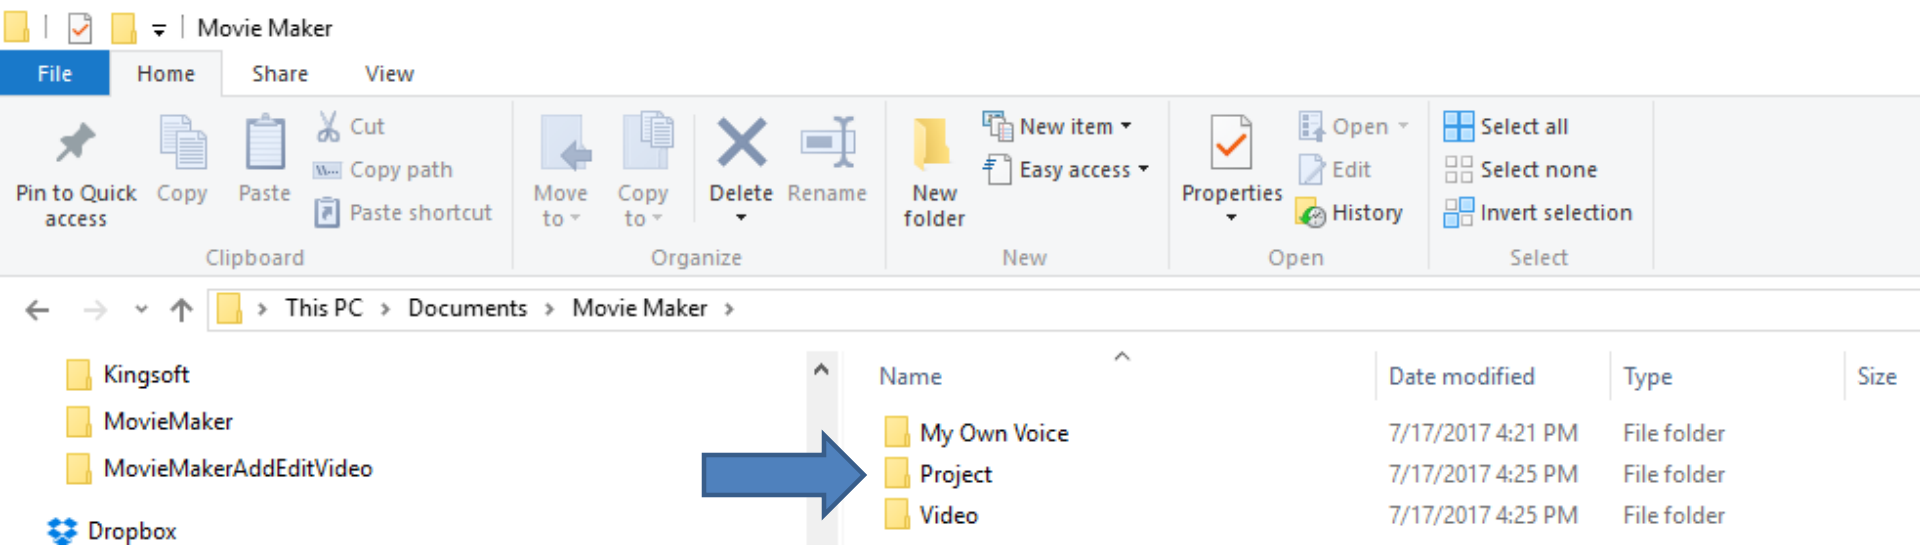 Movie Maker
File Home Share View
Pin to Quick access
Copy
Paste
Cut
Copy path
Paste shortcut
Clipboard
Move to
Copy to
Delete
Rename
Organize
New folder
New item
Easy access
New
Properties
Open
Edit
History
Open
Select all
Select none
Invert selection
Select
This PC > Documents > Movie Maker >
Kingsoft
MovieMaker
MovieMakerAddEditVideo
Dropbox
Name Date modified Type Size
My Own Voice 7/17/2017 4:21 PM File folder
Project 7/17/2017 4:25 PM File folder
Video 7/17/2017 4:25 PM File folder